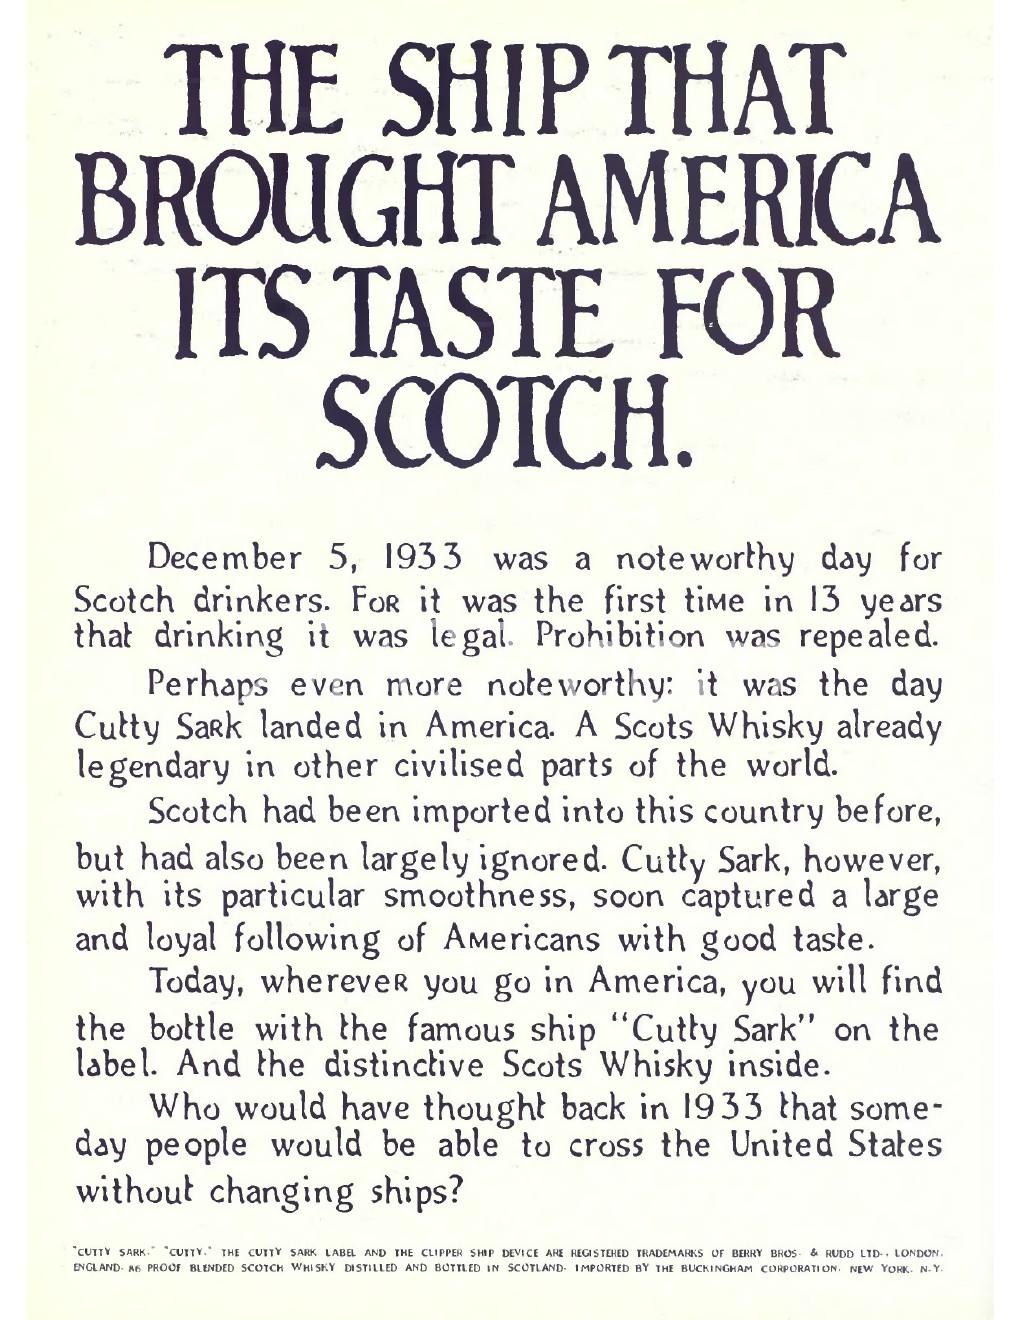 THE SHIP THAT
BROUGHT AMERICA
ITS TASTE FOR
SCOTCH.
December 5, 1933 was a noteworthy day for
Scotch drinkers. FoR it was the first tiMe in 13 years
that drinking it was legal. Prohibition was repealed.
Perhaps even more noteworthy: it was the day
Cutty SaRk landed in America. A Scots Whisky already
legendary in other civilised parts of the world.
Scotch had been imported into this country before,
but had also been largely ignored. Cutty Sark, however,
with its particular smoothness, soon captured a large
and loyal following of AMericans with good taste.
Today, whereveR you go in America, you will find
the bottle with the famous ship "Cutty Sark" on the
label. And the distinctive Scots Whisky inside.
Who would have thought back in 1933 that some-
day people would be able to cross the United States
without changing ships?
"CUTTY SARK." "CUTTY." THE CUTTY SARK LABEL AND THE CLIPPER SHIP DEVICE ARE REGISTERED TRADEMARKS OF BERRY BROS. & RUDD LTD., LONDON,
ENGLAND. 86 PROOF BLENDED SCOTCH WHISKY DISTILLED AND BOTTLED IN SCOTLAND. IMPORTED BY THE BUCKINGHAM CORPORATION, NEW YORK, N.Y.